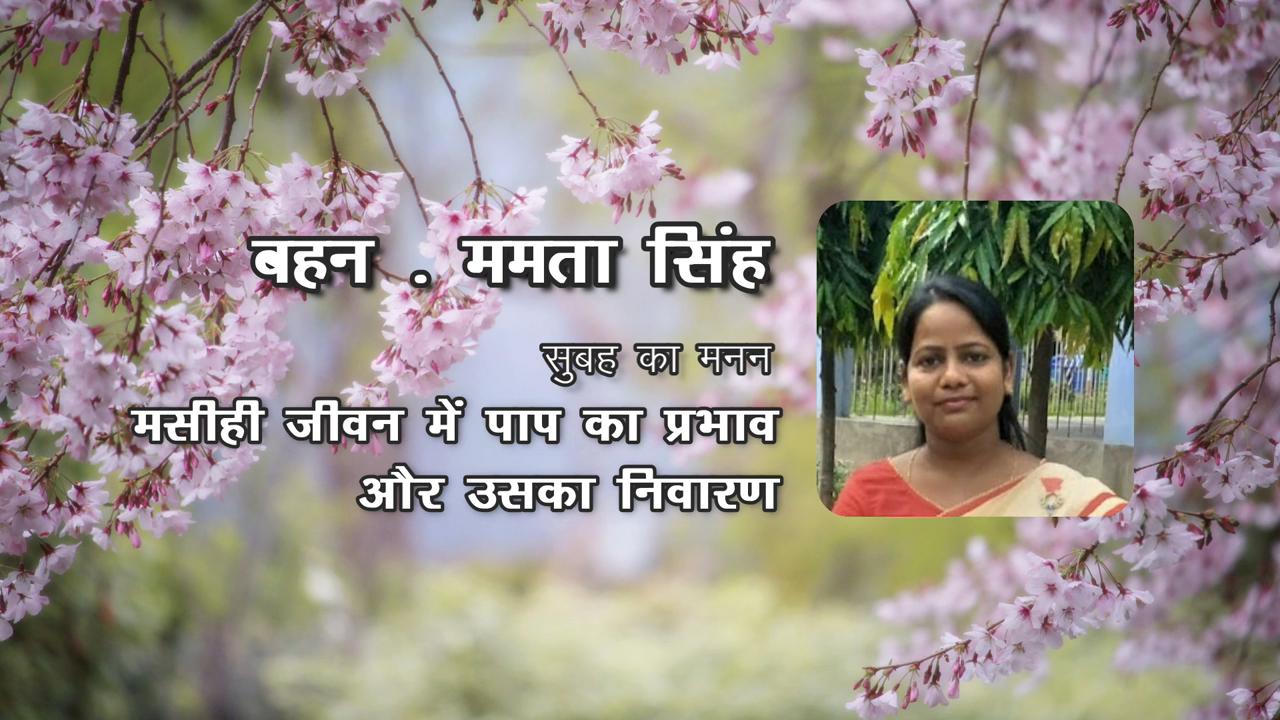 बहन . ममता सिंह
सुबह का मनन
मसीही जीवन में पाप का प्रभाव
और उसका निवारण